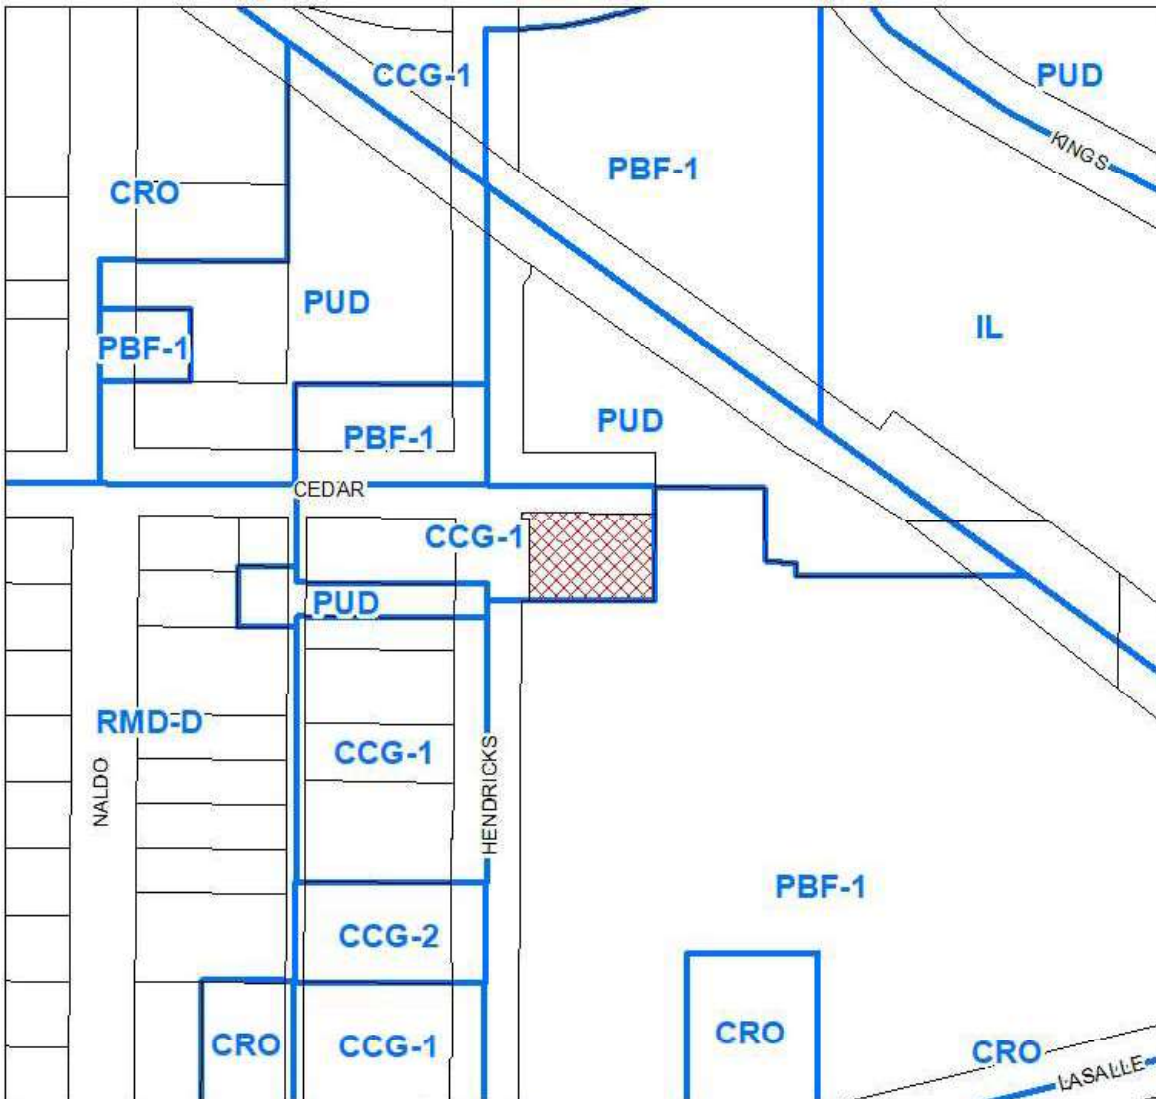 CCG-1
PUD
KINGS
PBF-1
CRO
PUD
IL
PBF-1
PUD
PBF-1
CEDAR
CCG-1
PUD
RMD-D
CCG-1
NALDO
HENDRICKS
PBF-1
CCG-2
CRO
CCG-1
CRO
CRO
LASALLE